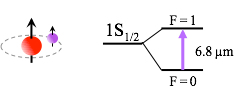 F = 1
1S1/2
6.8 μm
F = 0